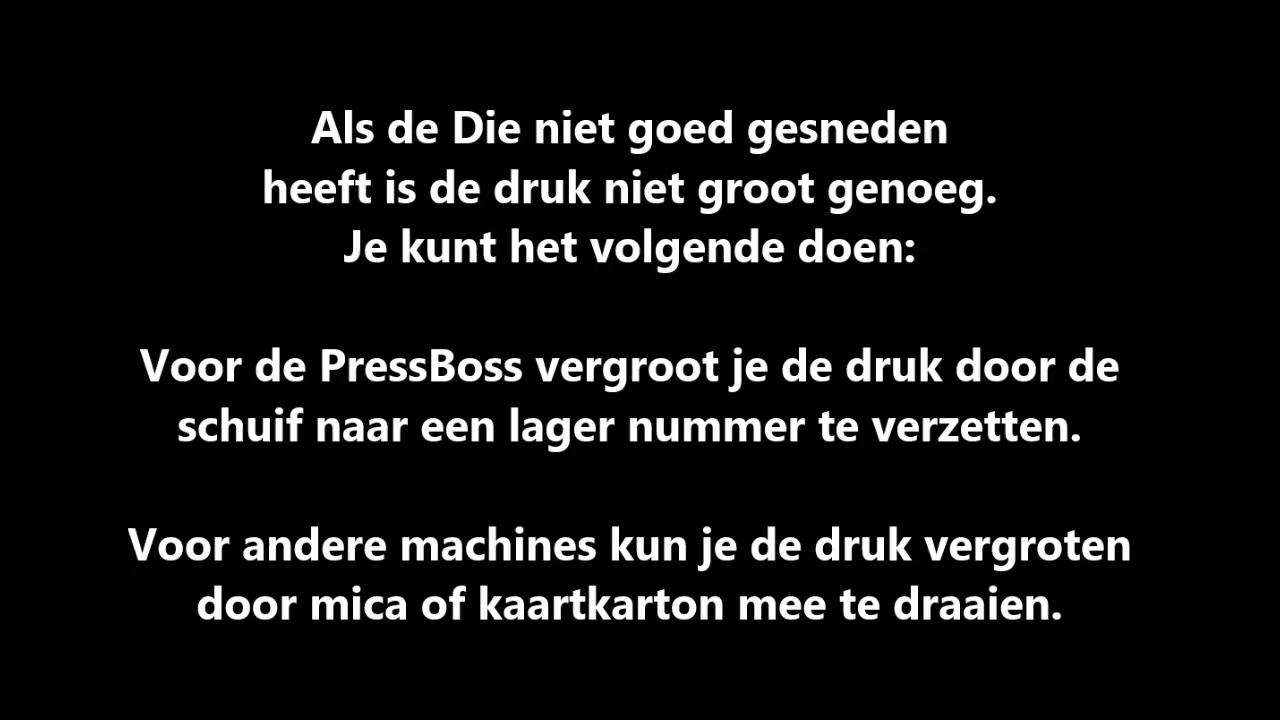 Als de Die niet goed gesneden
heeft is de druk niet groot genoeg.
Je kunt het volgende doen:
Voor de PressBoss vergroot je de druk door de
schuif naar een lager nummer te verzetten.
Voor andere machines kun je de druk vergroten
door mica of kaartkarton mee te draaien.